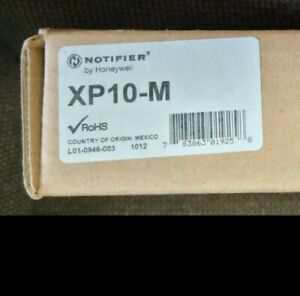 NOTIFIER®
by Honeywell
XP10-M
RoHS
COUNTRY OF ORIGIN: MEXICO
L01-0946-003 1012 7 83863 01925 8